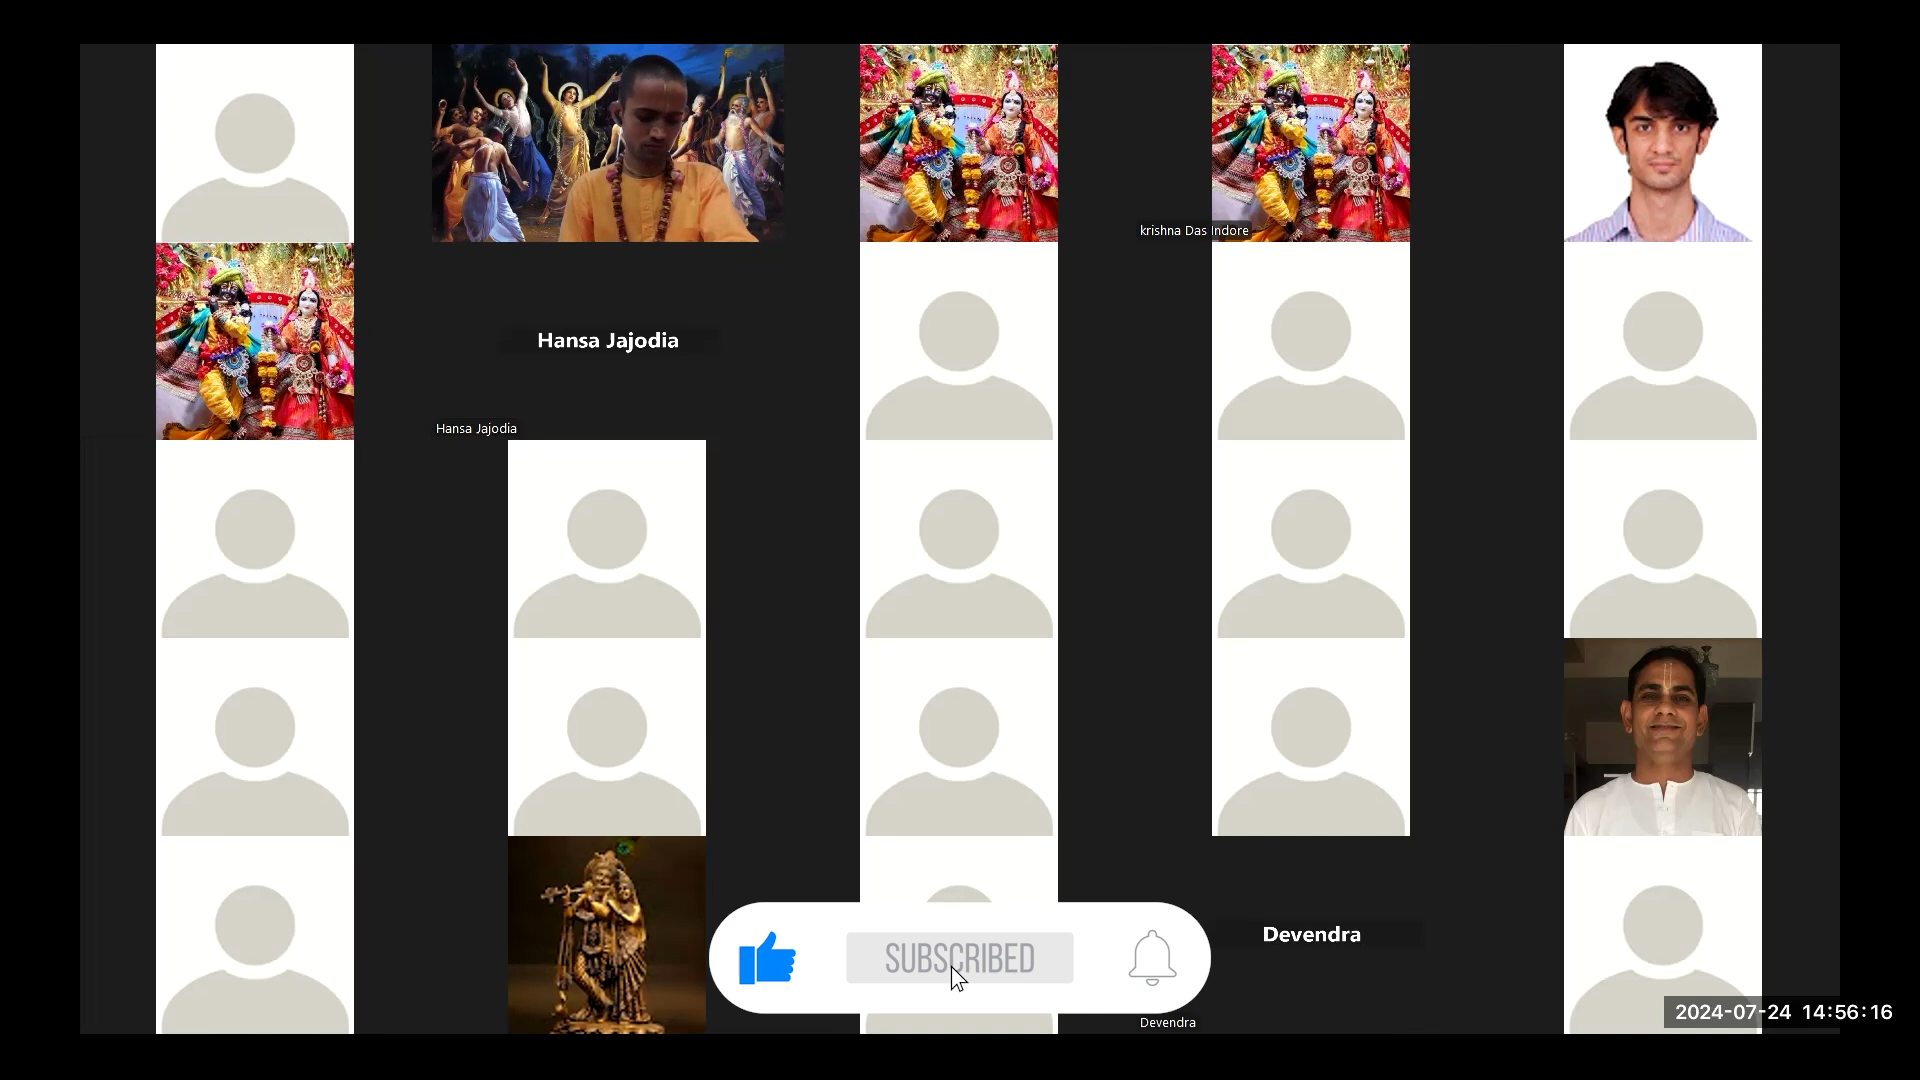 krishna Das Indore
Hansa Jajodia
Hansa Jajodia
Devendra
SUBSCRIBED
Devendra
2024-07-24 14:56:16